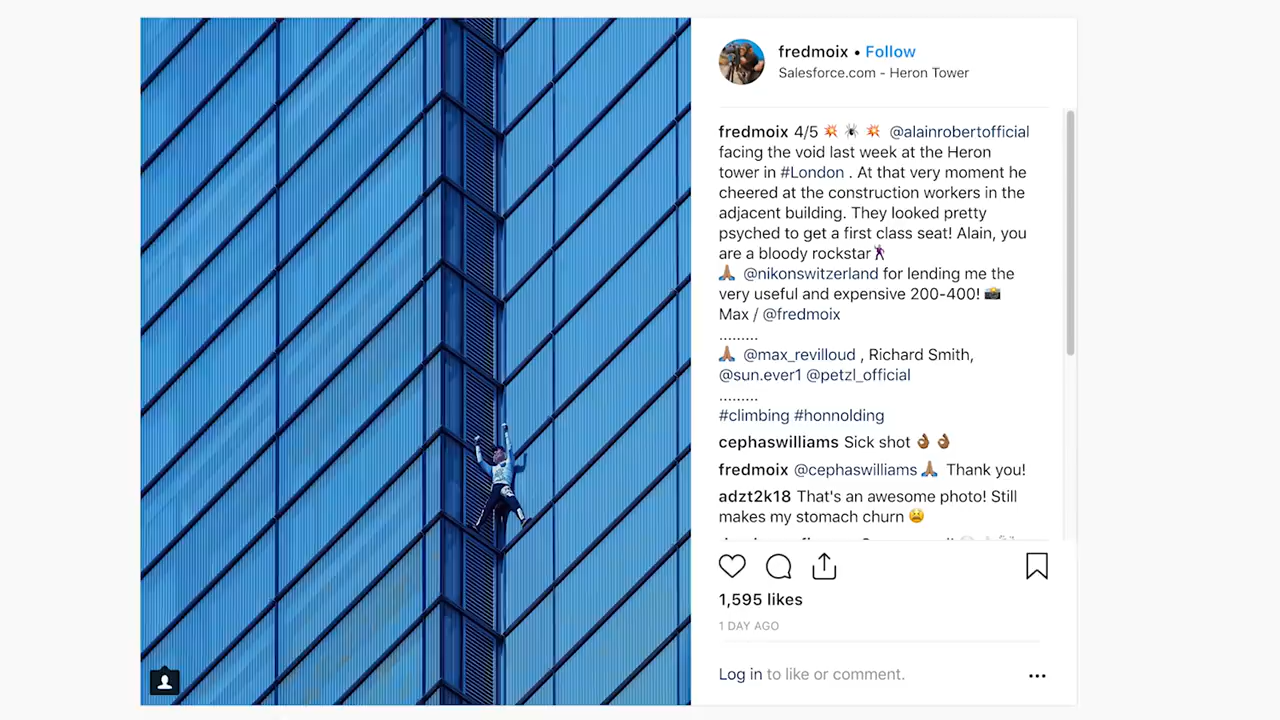 fredmoix • Follow
Salesforce.com - Heron Tower
fredmoix 4/5 💥 🕷 💥 @alainrobertofficial
facing the void last week at the Heron
tower in #London . At that very moment he
cheered at the construction workers in the
adjacent building. They looked pretty
psyched to get a first class seat! Alain, you
are a bloody rockstar🕺🏿
🙏🏽 @nikonswitzerland for lending me the
very useful and expensive 200-400! 📸
Max / @fredmoix
.........
🙏🏽 @max_revilloud , Richard Smith,
@sun.ever1 @petzl_official
.........
#climbing #honnolding
cephaswilliams Sick shot 👌🏾 👌🏾
fredmoix @cephaswilliams 🙏🏽 Thank you!
adzt2k18 That's an awesome photo! Still
makes my stomach churn 😫
1,595 likes
1 DAY AGO
Log in to like or comment.